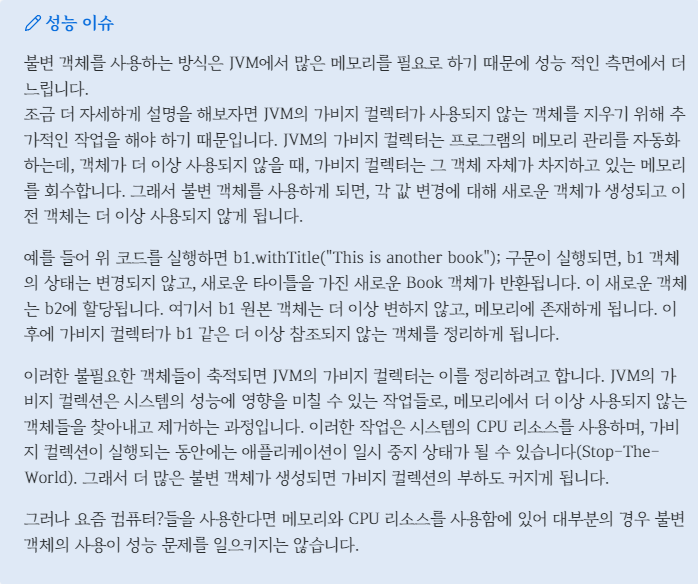 성능 이슈
불변 객체를 사용하는 방식은 JVM에서 많은 메모리를 필요로 하기 때문에 성능 적인 측면에서 더
느립니다.
조금 더 자세하게 설명을 해보자면 JVM의 가비지 컬렉터가 사용되지 않는 객체를 지우기 위해 추
가적인 작업을 해야 하기 때문입니다. JVM의 가비지 컬렉터는 프로그램의 메모리 관리를 자동화
하는데, 객체가 더 이상 사용되지 않을 때, 가비지 컬렉터는 그 객체 자체가 차지하고 있는 메모리
를 회수합니다. 그래서 불변 객체를 사용하게 되면, 각 값 변경에 대해 새로운 객체가 생성되고 이
전 객체는 더 이상 사용되지 않게 됩니다.
예를 들어 위 코드를 실행하면 b1.withTitle("This is another book"); 구문이 실행되면, b1 객체
의 상태는 변경되지 않고, 새로운 타이틀을 가진 새로운 Book 객체가 반환됩니다. 이 새로운 객체
는 b2에 할당됩니다. 여기서 b1 원본 객체는 더 이상 변하지 않고, 메모리에 존재하게 됩니다. 이
후에 가비지 컬렉터가 b1 같은 더 이상 참조되지 않는 객체를 정리하게 됩니다.
이러한 불필요한 객체들이 축적되면 JVM의 가비지 컬렉터는 이를 정리하려고 합니다. JVM의 가
비지 컬렉션은 시스템의 성능에 영향을 미칠 수 있는 작업들로, 메모리에서 더 이상 사용되지 않는
객체들을 찾아내고 제거하는 과정입니다. 이러한 작업은 시스템의 CPU 리소스를 사용하며, 가비
지 컬렉션이 실행되는 동안에는 애플리케이션이 일시 중지 상태가 될 수 있습니다(Stop-The-
World). 그래서 더 많은 불변 객체가 생성되면 가비지 컬렉션의 부하도 커지게 됩니다.
그러나 요즘 컴퓨터?들을 사용한다면 메모리와 CPU 리소스를 사용함에 있어 대부분의 경우 불변
객체의 사용이 성능 문제를 일으키지는 않습니다.